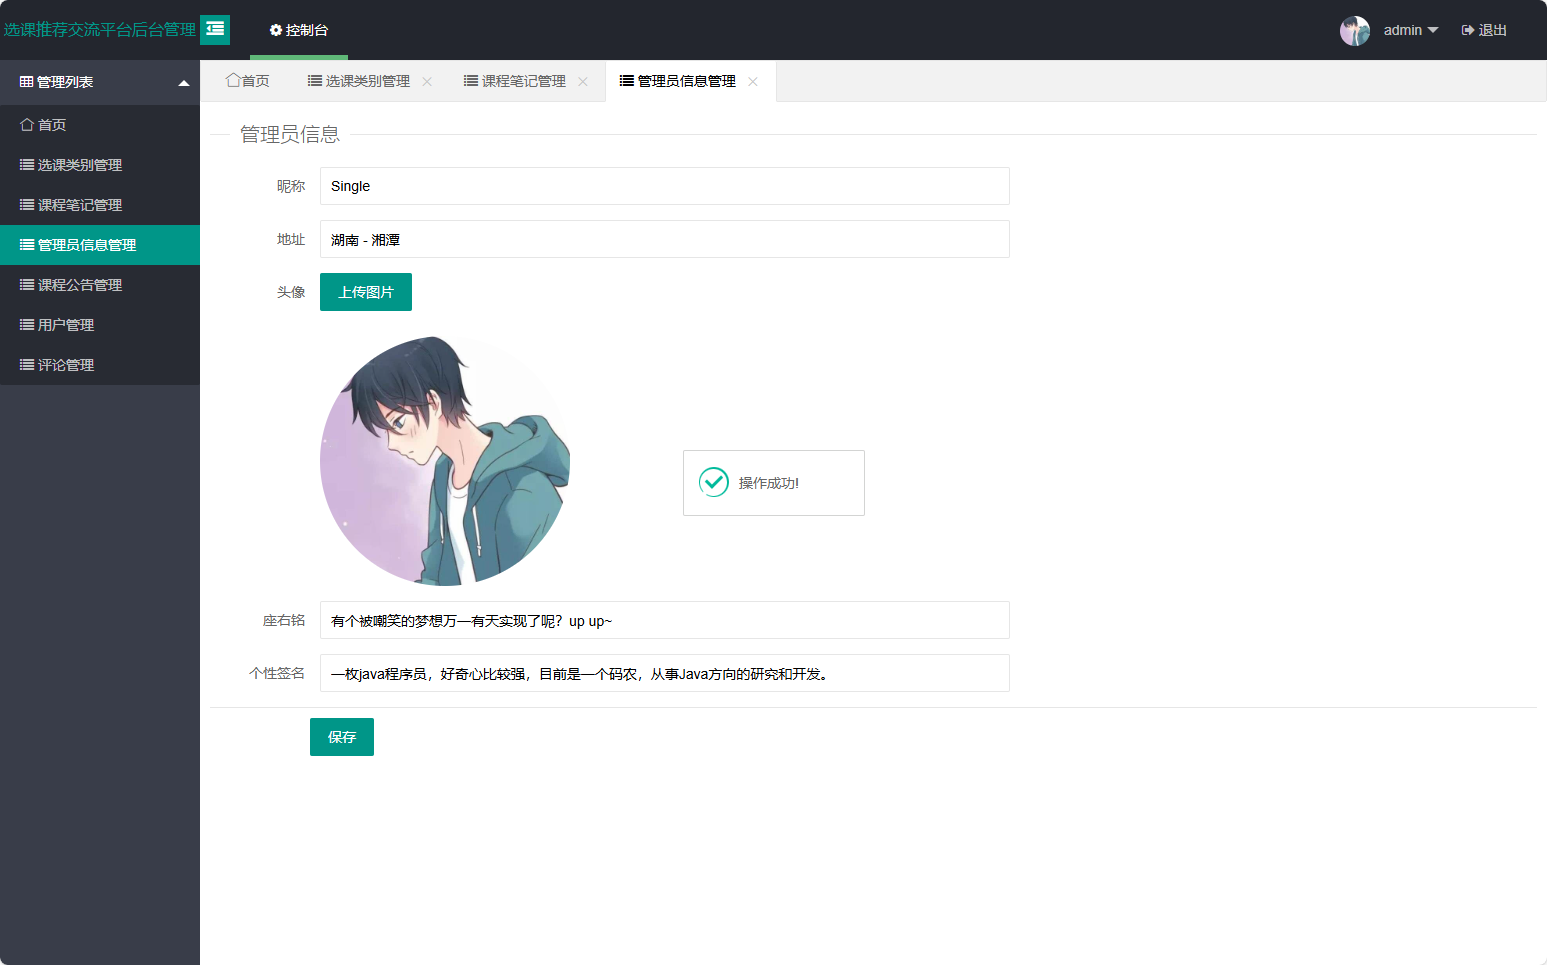 选课推荐交流平台后台管理
控制台
admin
退出
管理列表
首页
选课类别管理
课程笔记管理
管理员信息管理
课程公告管理
用户管理
评论管理
首页
选课类别管理
课程笔记管理
管理员信息管理
管理员信息
昵称
Single
地址
湖南 - 湘潭
头像
上传图片
操作成功!
座右铭
有个被嘲笑的梦想万一有天实现了呢？up up~
个性签名
一枚java程序员，好奇心比较强，目前是一个码农，从事Java方向的研究和开发。
保存